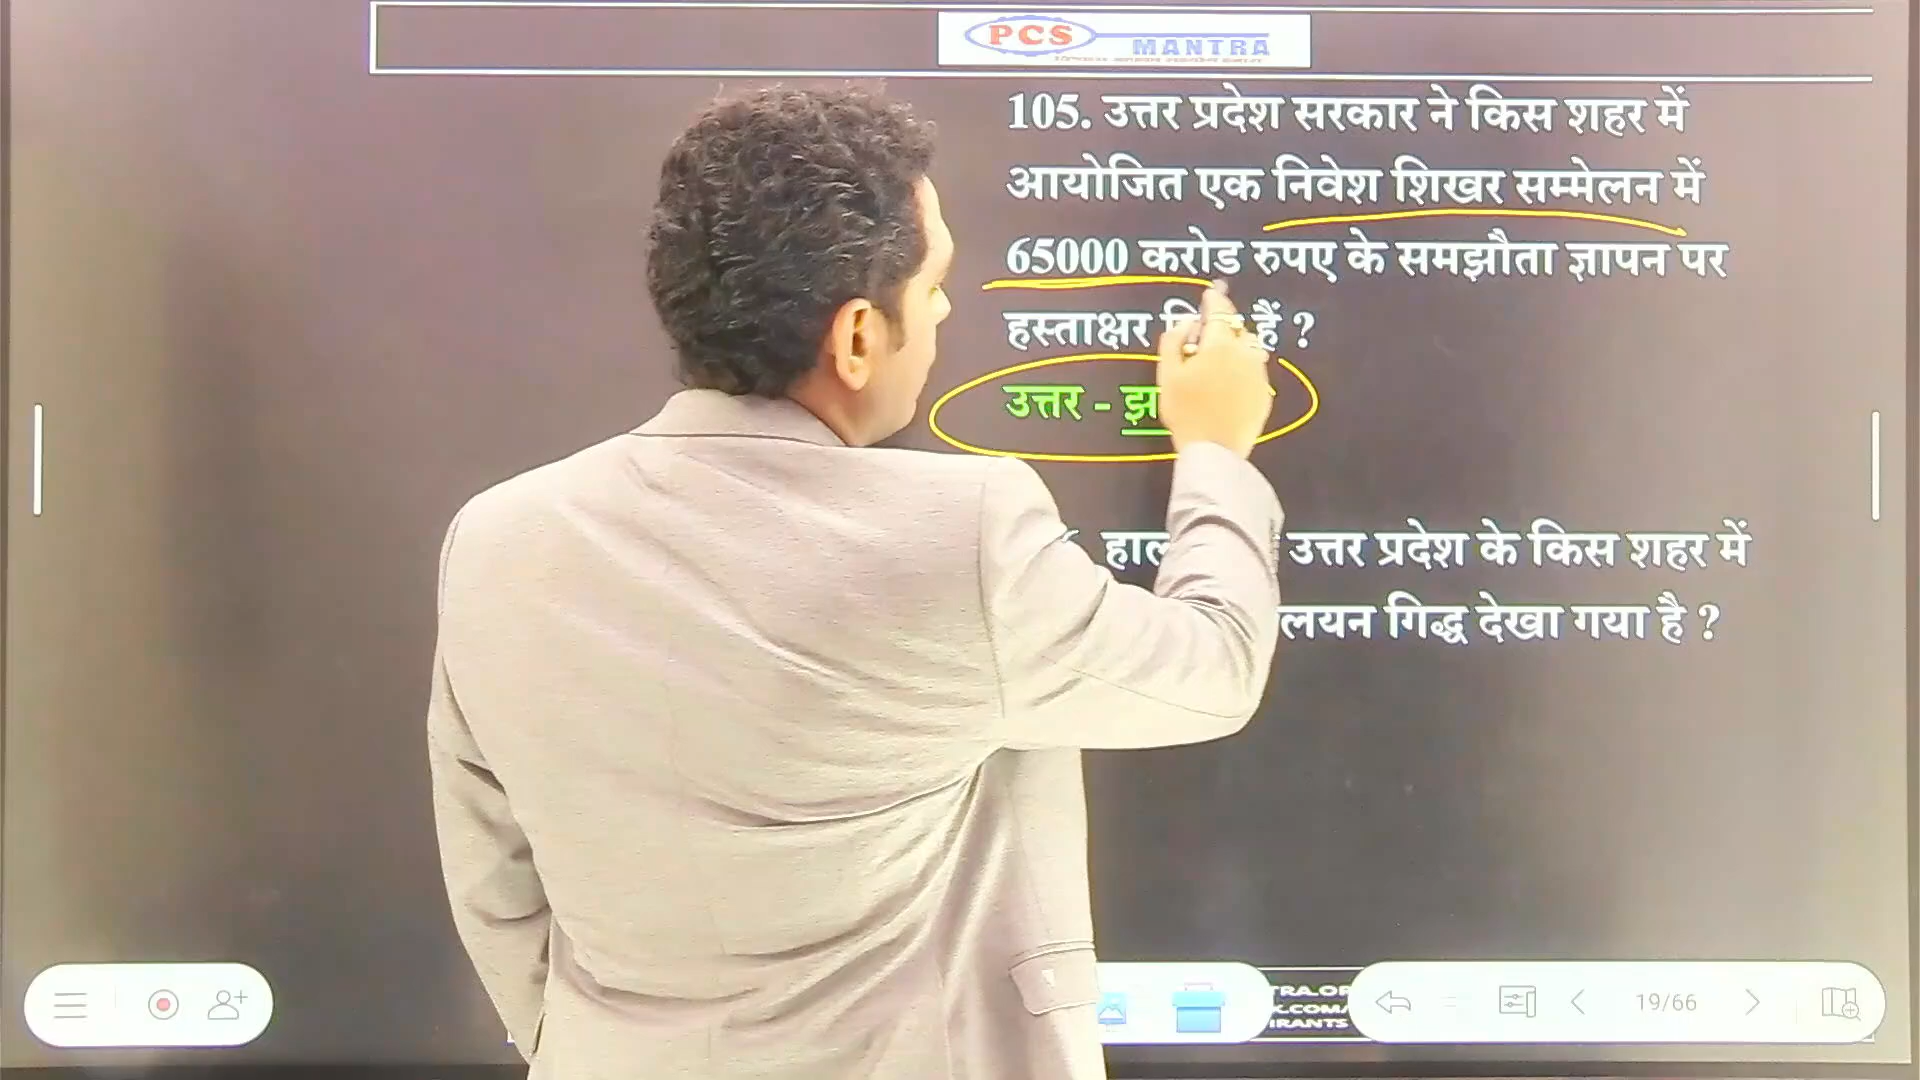 PCS
MANTRA
105. उत्तर प्रदेश सरकार ने किस शहर में
आयोजित एक निवेश शिखर सम्मेलन में
65000 करोड रुपए के समझौता ज्ञापन पर
हस्ताक्षर हैं ?
उत्तर -
उत्तर प्रदेश के किस शहर में
गिद्ध देखा गया है ?
19/66